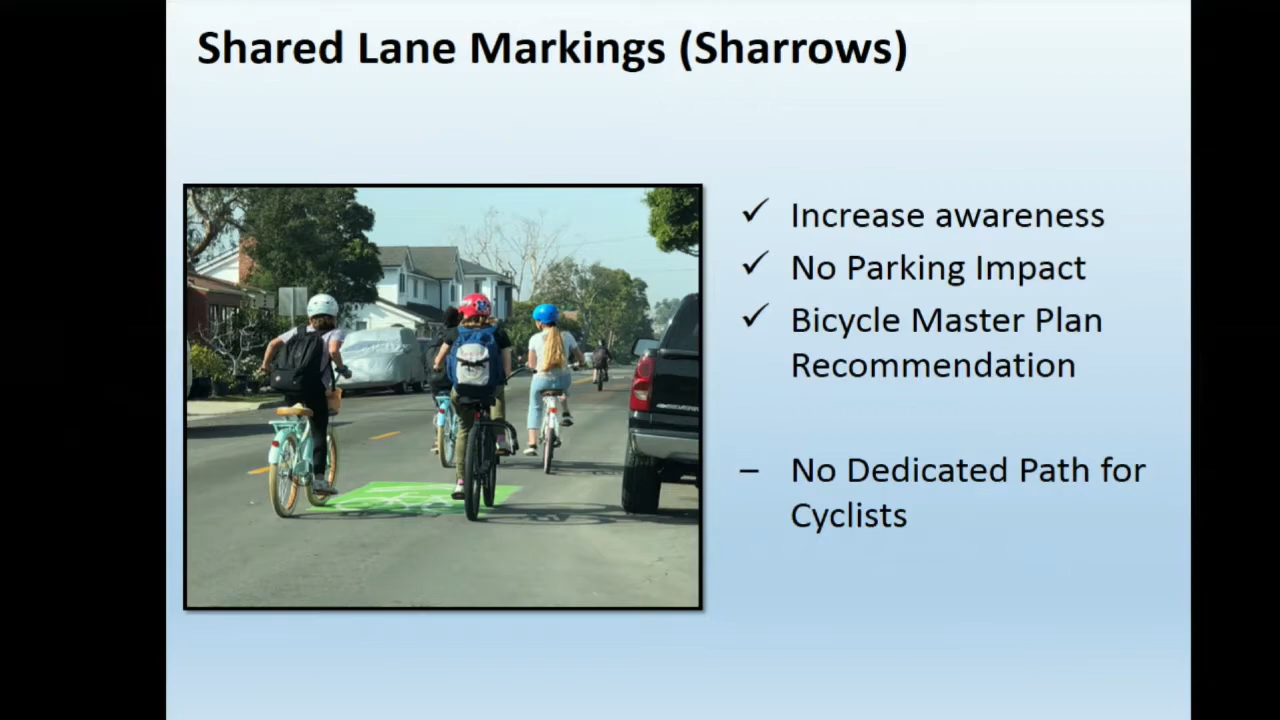 Shared Lane Markings (Sharrows)
✓ Increase awareness
✓ No Parking Impact
✓ Bicycle Master Plan
Recommendation
– No Dedicated Path for
Cyclists